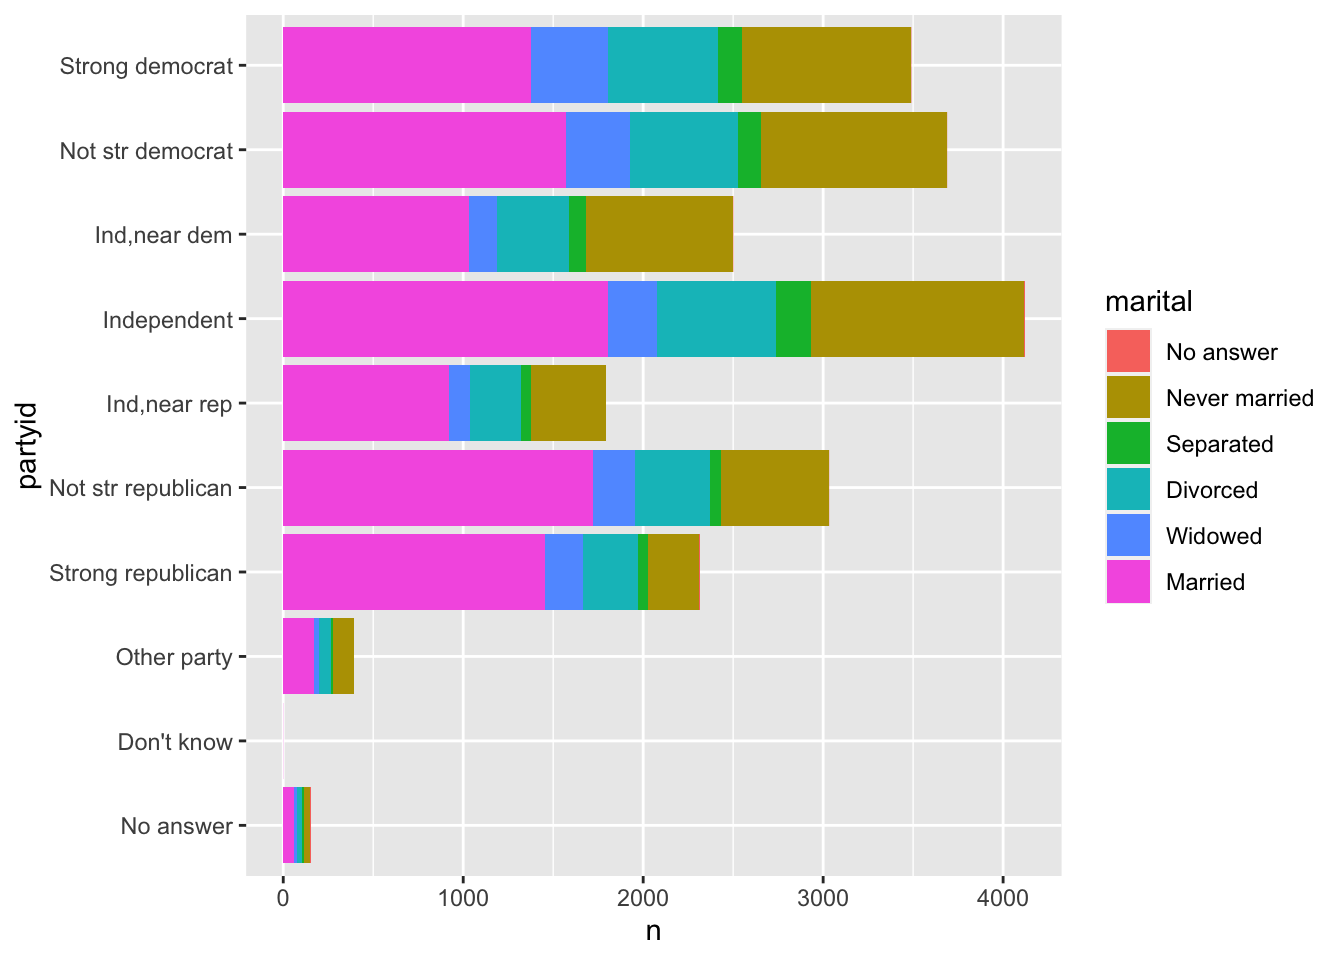 Strong democrat
Not str democrat
Ind,near dem
Independent
Ind,near rep
Not str republican
Strong republican
Other party
Don't know
No answer
partyid
0 1000 2000 3000 4000
n
marital
No answer
Never married
Separated
Divorced
Widowed
Married